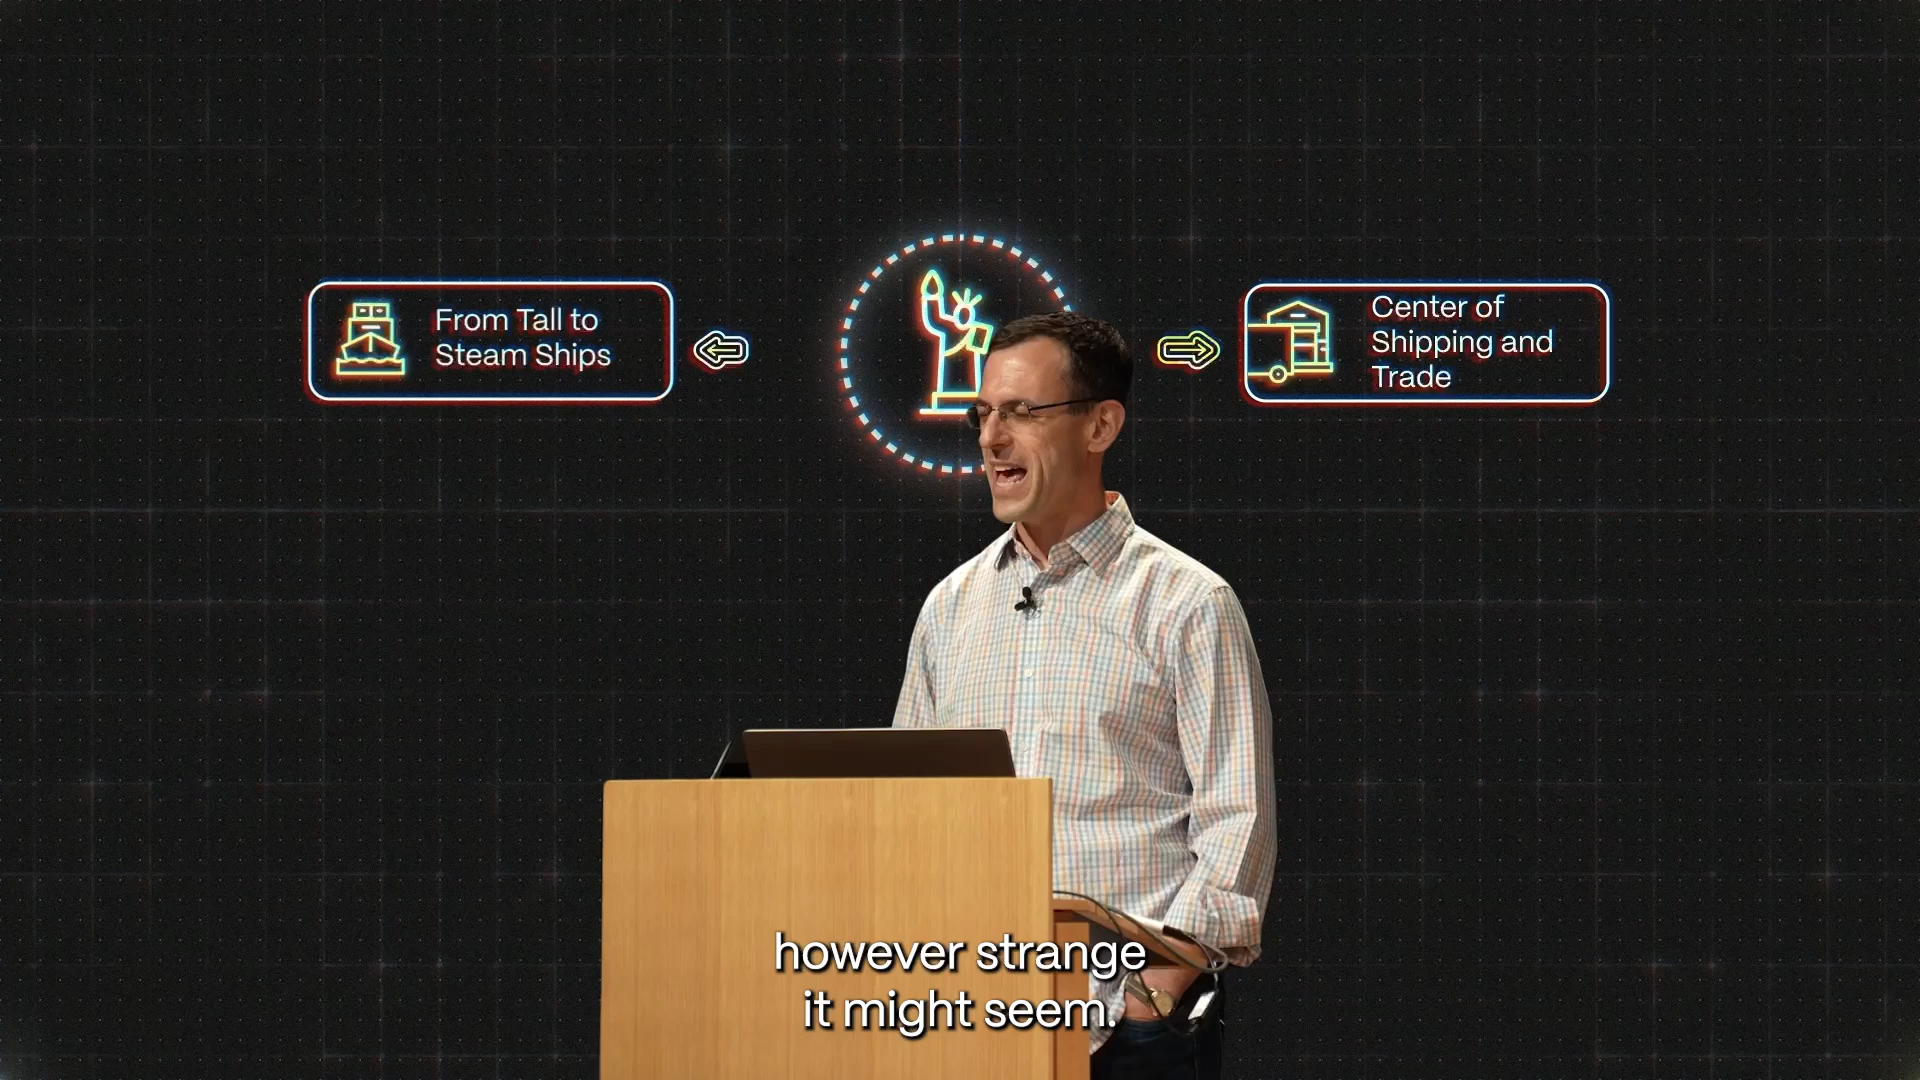 From Tall to
Steam Ships
Center of
Shipping and
Trade
however strange
it might seem.